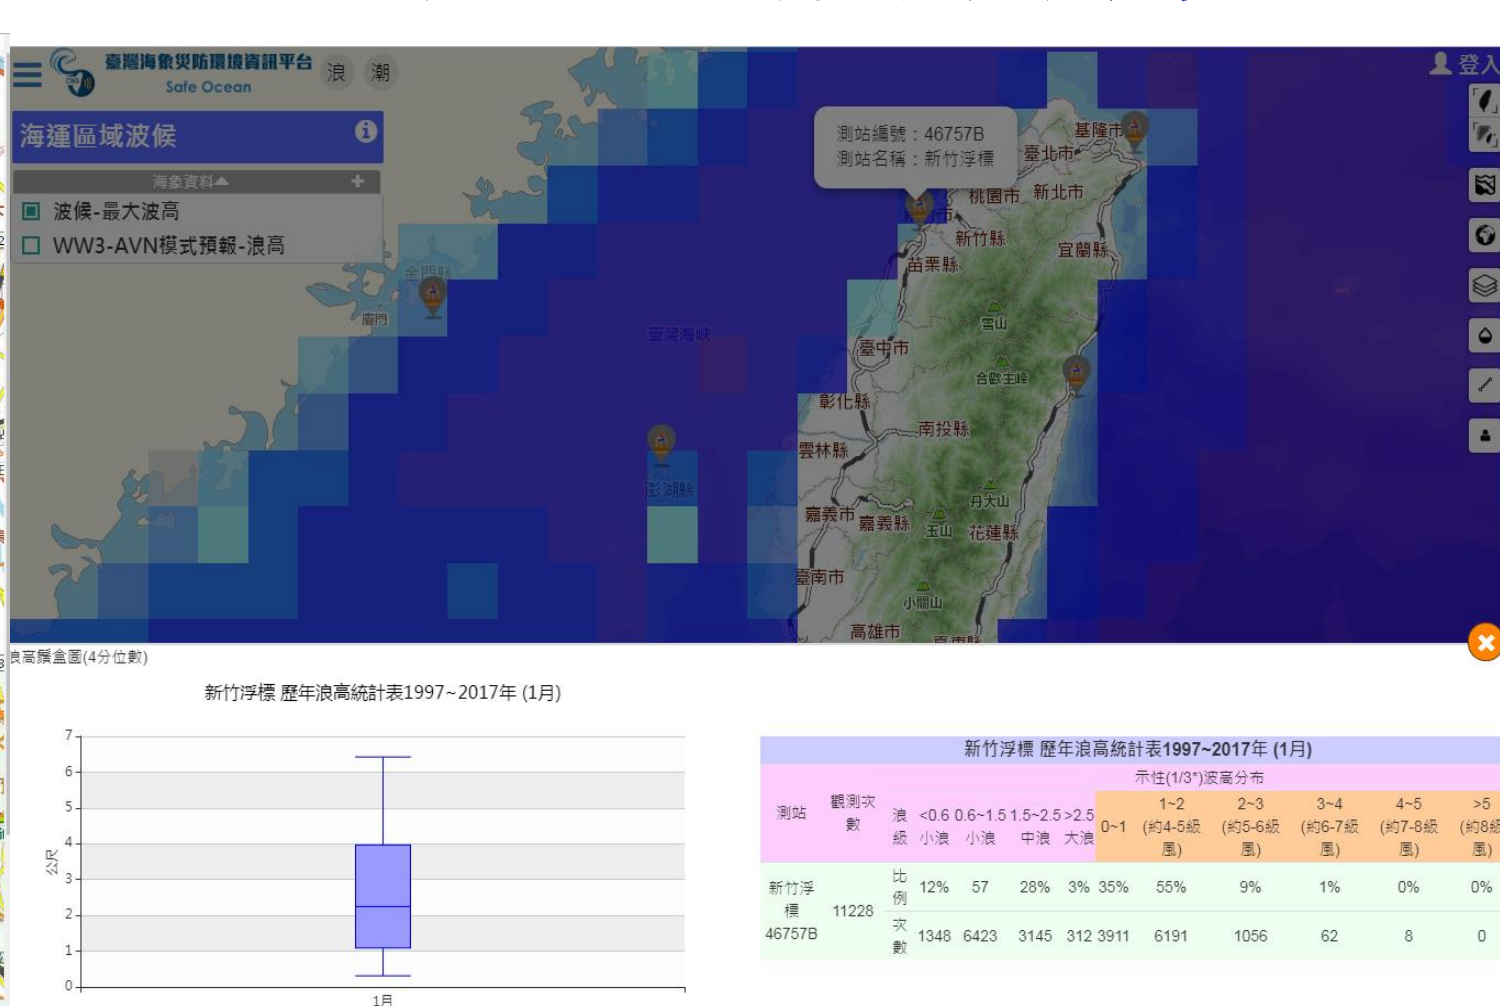 臺灣海象災防環境資訊平台
Safe Ocean
浪 潮
登入
海運區域波候
海象資料
波候-最大波高
WW3-AVN模式預報-浪高
測站編號：46757B
測站名稱：新竹浮標
基隆市
臺北市
桃園市
新北市
新竹縣
宜蘭縣
苗栗縣
金門縣
廈門
臺灣海峽
雪山
臺中市
合歡主峰
彰化縣
南投縣
雲林縣
澎湖縣
丹大山
嘉義市
嘉義縣
玉山
花蓮縣
臺南市
小關山
高雄市
臺東縣
浪高鬚盒圖(4分位數)
新竹浮標 歷年浪高統計表1997~2017年 (1月)
7
6
5
4
3
2
1
0
公尺
1月
新竹浮標 歷年浪高統計表1997~2017年 (1月)
示性(1/3*)波高分布
測站 觀測次數 浪級 <0.6小浪 0.6~1.5小浪 1.5~2.5中浪 >2.5大浪 0~1 1~2(約4-5級風) 2~3(約5-6級風) 3~4(約6-7級風) 4~5(約7-8級風) >5(約8級風)
新竹浮標46757B 11228 比例 12% 57 28% 3% 35% 55% 9% 1% 0% 0%
次數 1348 6423 3145 312 3911 6191 1056 62 8 0